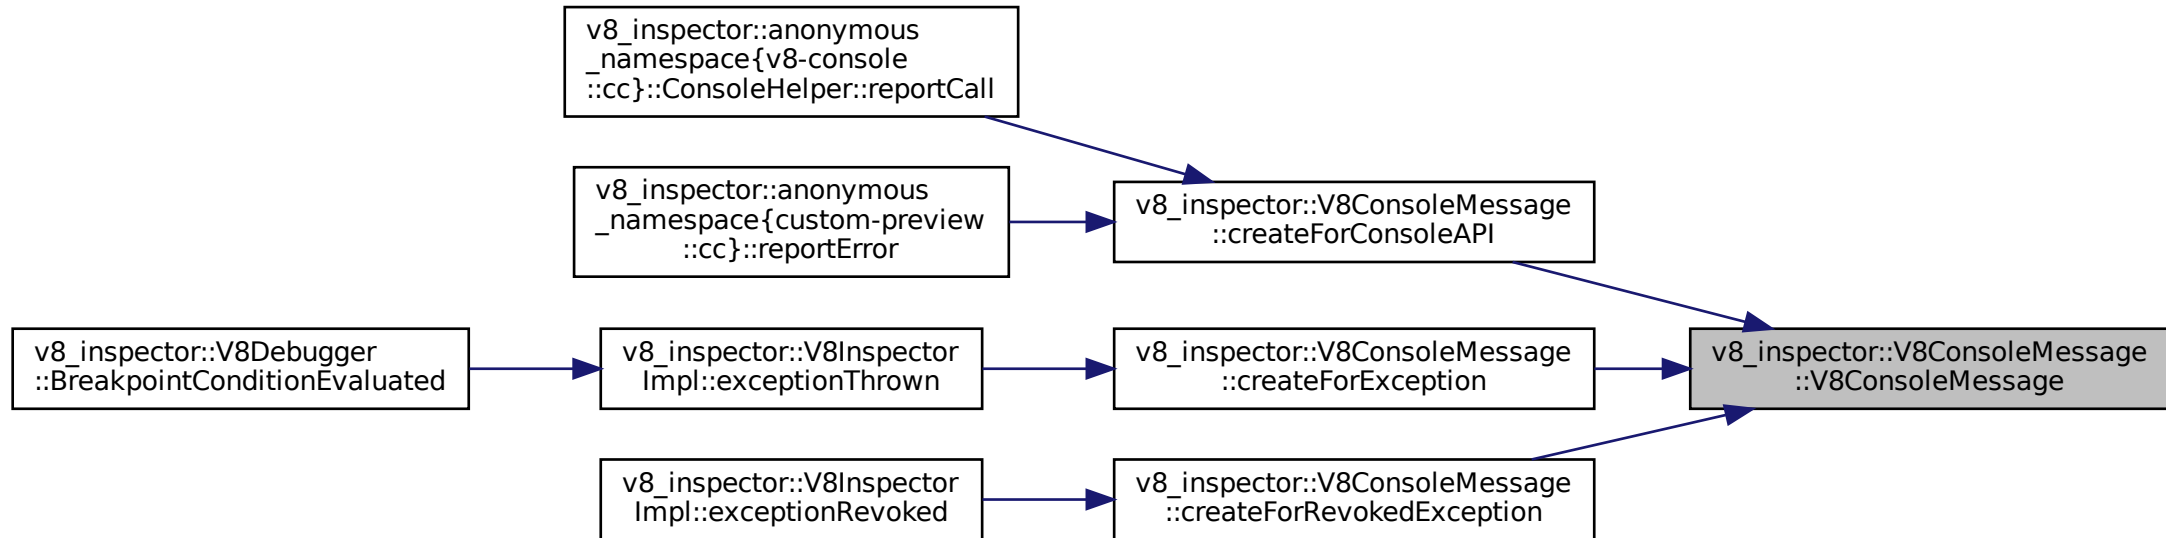 v8_inspector::anonymous
_namespace{v8-console
::cc}::ConsoleHelper::reportCall
v8_inspector::anonymous
_namespace{custom-preview
::cc}::reportError
v8_inspector::V8ConsoleMessage
::createForConsoleAPI
v8_inspector::V8Debugger
::BreakpointConditionEvaluated
v8_inspector::V8Inspector
Impl::exceptionThrown
v8_inspector::V8ConsoleMessage
::createForException
v8_inspector::V8ConsoleMessage
::V8ConsoleMessage
v8_inspector::V8Inspector
Impl::exceptionRevoked
v8_inspector::V8ConsoleMessage
::createForRevokedException